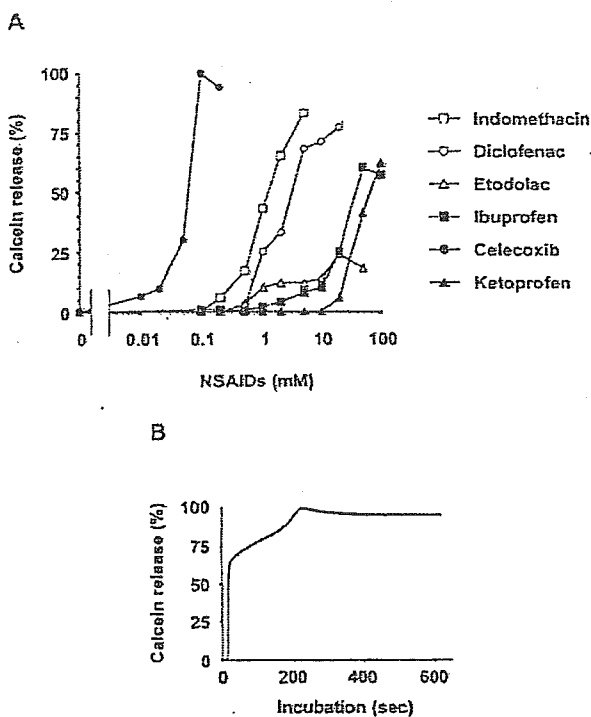 A
100
75
50
25
0
Calcein release (%)
0 0.01 0.1 1 10 100
NSAIDs (mM)
Indomethacin
Diclofenac
Etodolac
Ibuprofen
Celecoxib
Ketoprofen
B
100
75
50
25
0
Calcein release (%)
0 200 400 600
Incubation (sec)